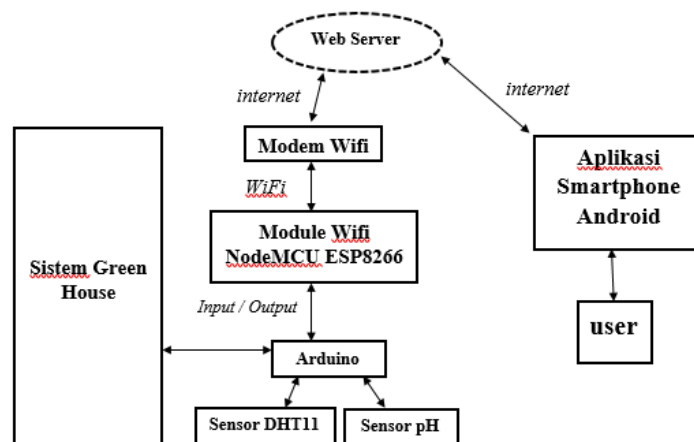 Web Server
internet
internet
Modem Wifi
WiFi
Module Wifi
NodeMCU ESP8266
Aplikasi
Smartphone
Android
Sistem Green
House
Input / Output
user
Arduino
Sensor DHT11
Sensor pH